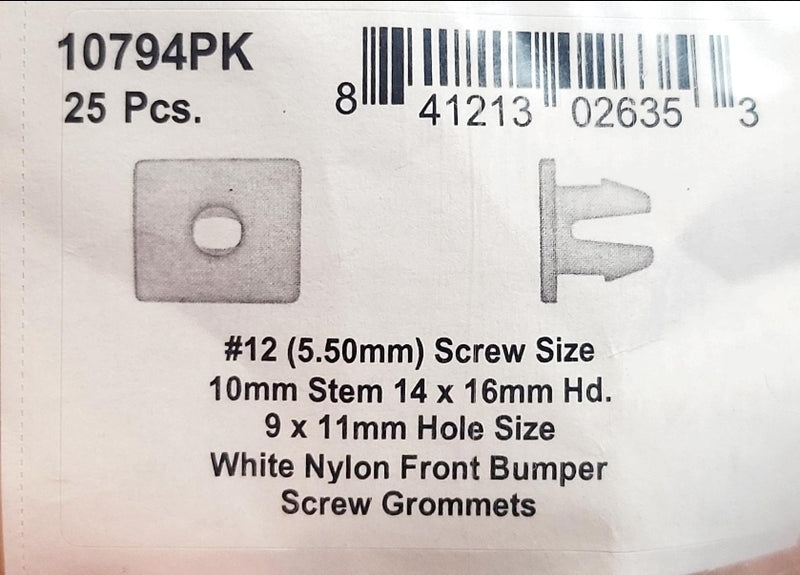 10794PK
25 Pcs.
8 41213 02635 3
#12 (5.50mm) Screw Size
10mm Stem 14 x 16mm Hd.
9 x 11mm Hole Size
White Nylon Front Bumper
Screw Grommets